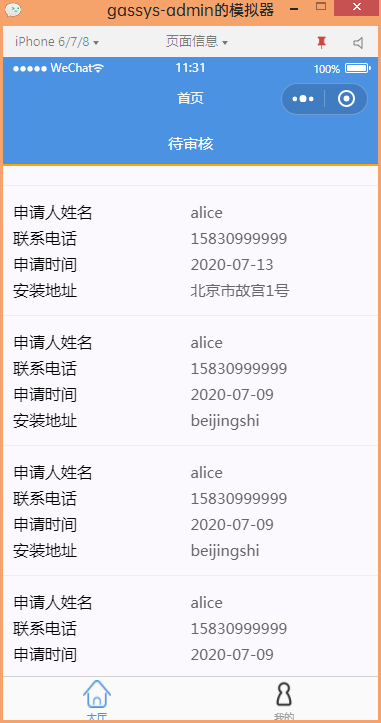 gassys-admin的模拟器
iPhone 6/7/8 页面信息
WeChat 11:31 100%
首页
待审核
申请人姓名 alice
联系电话 15830999999
申请时间 2020-07-13
安装地址 北京市故宫1号
申请人姓名 alice
联系电话 15830999999
申请时间 2020-07-09
安装地址 beijingshi
申请人姓名 alice
联系电话 15830999999
申请时间 2020-07-09
安装地址 beijingshi
申请人姓名 alice
联系电话 15830999999
申请时间 2020-07-09
大厅 我的